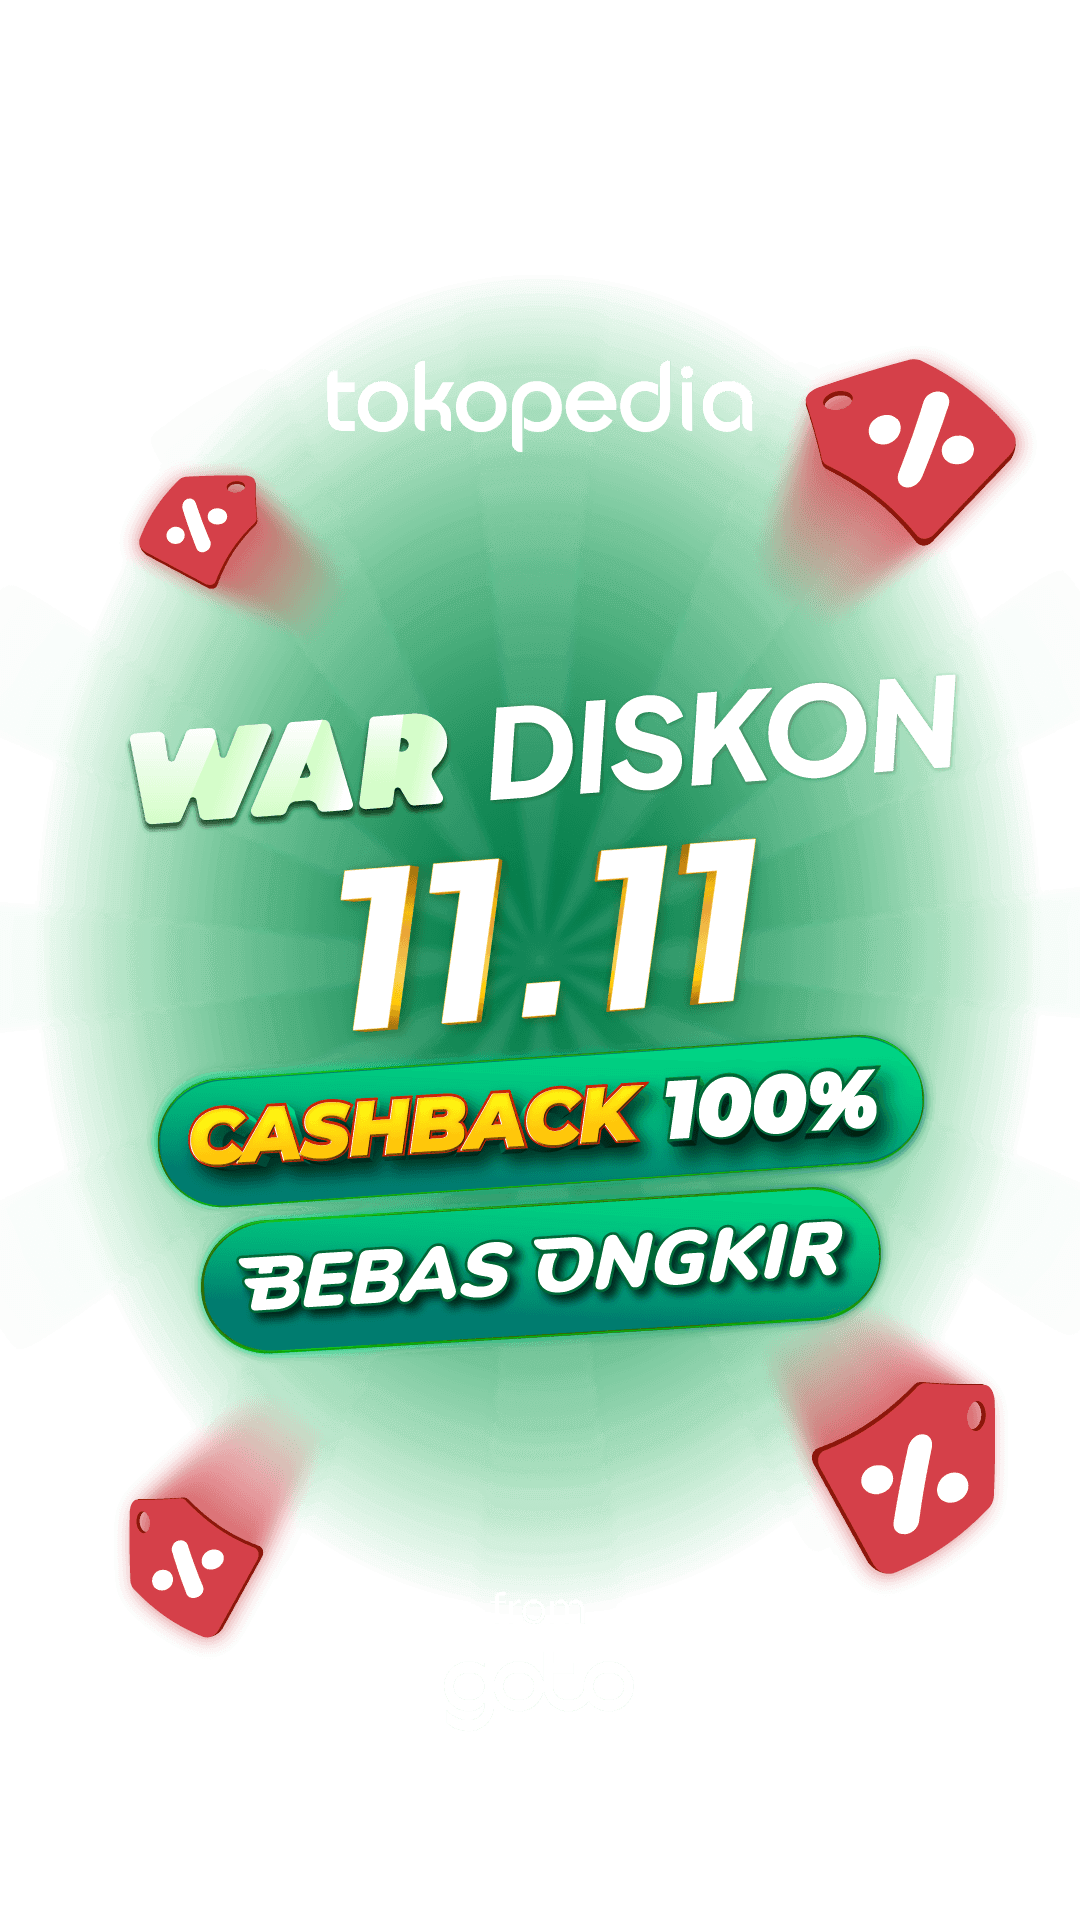 tokopedia
WAR DISKON
11.11
CASHBACK 100%
BEBAS ONGKIR
from